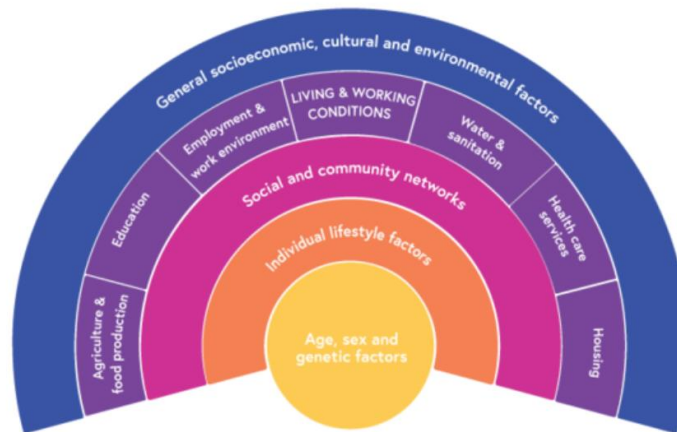 General socioeconomic, cultural and environmental factors
Agriculture &
food production
Education
Employment &
work environment
LIVING & WORKING
CONDITIONS
Water &
sanitation
Health care
services
Housing
Social and community networks
Individual lifestyle factors
Age, sex and
genetic factors